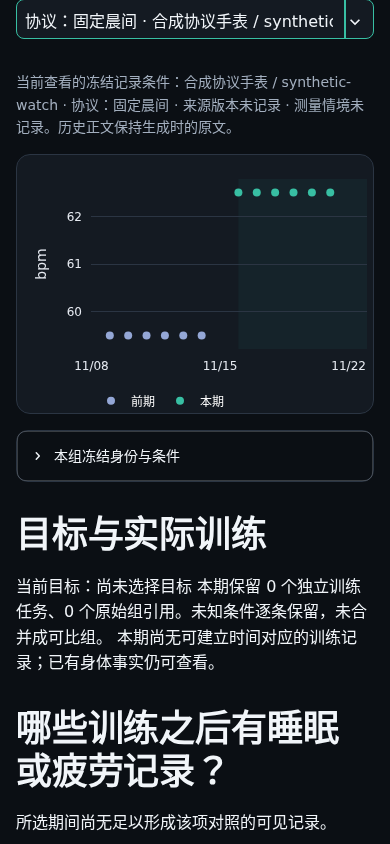 协议：固定晨间 · 合成协议手表 / synthetic
当前查看的冻结记录条件：合成协议手表 / synthetic-
watch · 协议：固定晨间 · 来源版本未记录 · 测量情境未
记录。历史正文保持生成时的原文。
62
bpm
61
60
11/08 11/15 11/22
前期 本期
本组冻结身份与条件
目标与实际训练
当前目标：尚未选择目标 本期保留 0 个独立训练
任务、0 个原始组引用。未知条件逐条保留，未合
并成可比组。 本期尚无可建立时间对应的训练记
录；已有身体事实仍可查看。
哪些训练之后有睡眠
或疲劳记录？
所选期间尚无足以形成该项对照的可见记录。